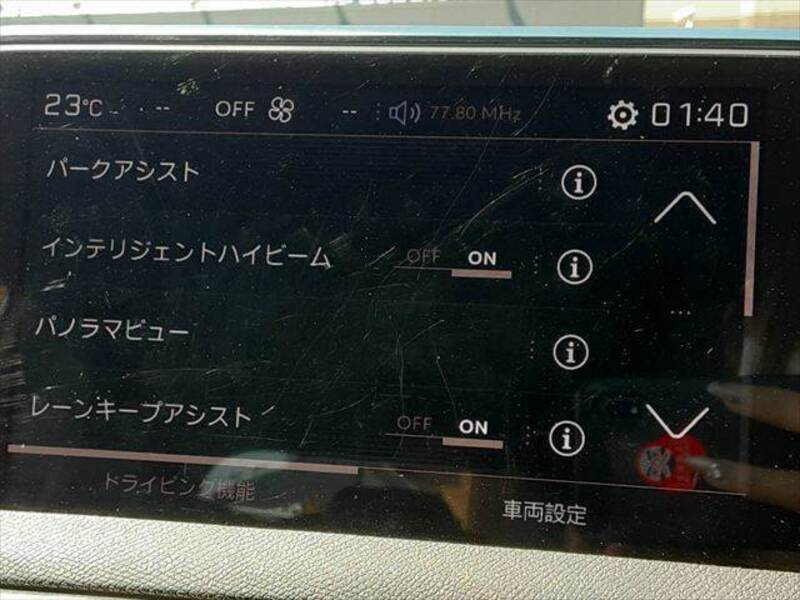 23°C -- OFF -- 77.80 MHz 01:40
パークアシスト
インテリジェントハイビーム OFF ON
パノラマビュー
レーンキープアシスト OFF ON
ドライビング機能 車両設定